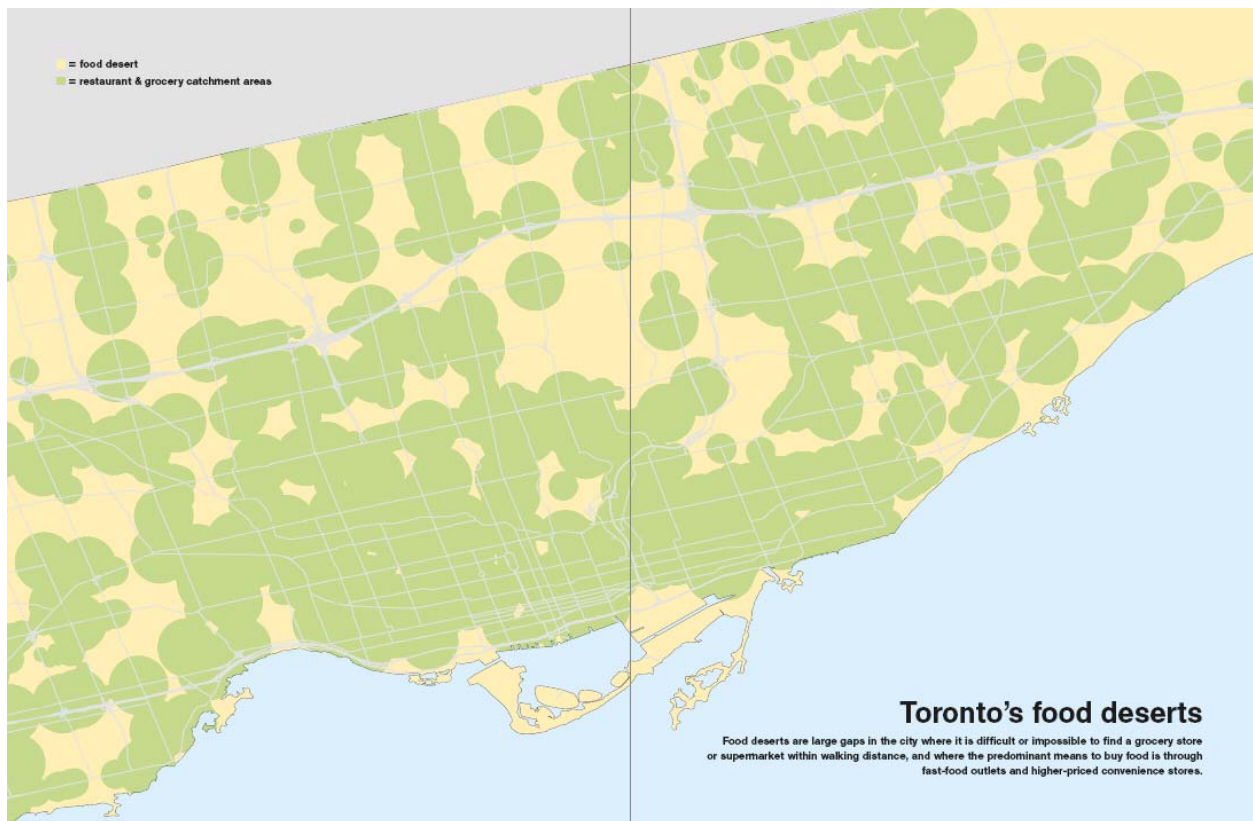 = food desert
= restaurant & grocery catchment areas
Toronto's food deserts
Food deserts are large gaps in the city where it is difficult or impossible to find a grocery store
or supermarket within walking distance, and where the predominant means to buy food is through
fast-food outlets and higher-priced convenience stores.